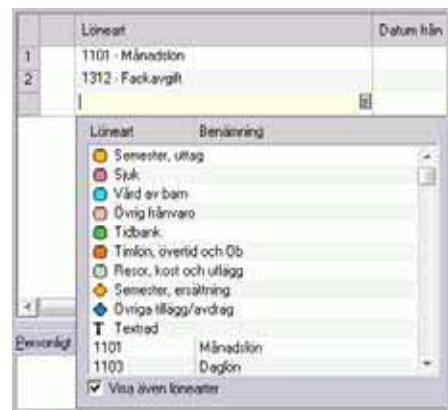 Löneart Datum från
1 1101 - Månadslön
2 1312 - Fackavgift
Löneart Benämning
Semester, uttag
Sjuk
Vård av barn
Övrig frånvaro
Tidbank
Timlön, övertid och Ob
Resor, kost och utlägg
Semester, ersättning
Övriga tillägg/avdrag
T Textrad
1101 Månadslön
1103 Daglön
Personligt
Visa även lönearter